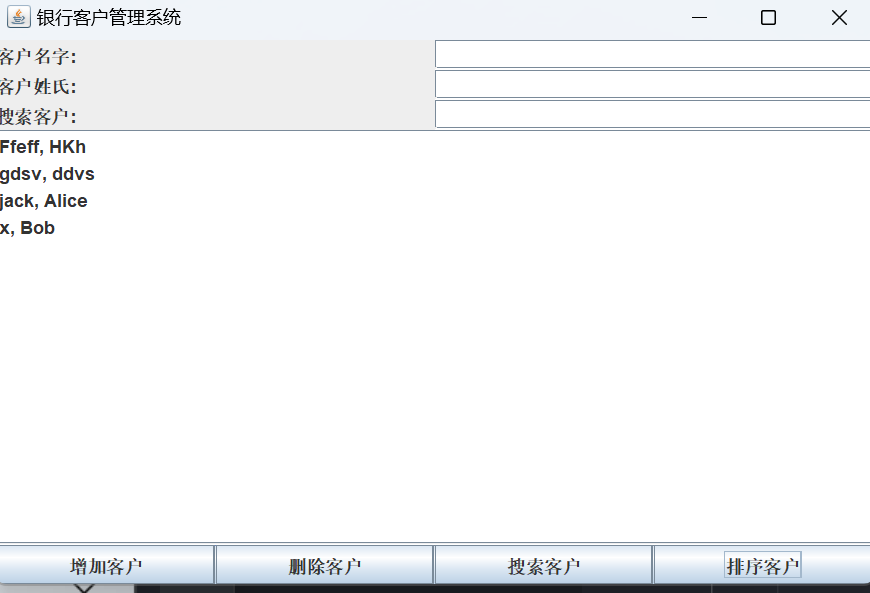 银行客户管理系统
客户名字:
客户姓氏:
搜索客户:
Ffeff, HKh
gdsv, ddvs
jack, Alice
x, Bob
增加客户 删除客户 搜索客户 排序客户